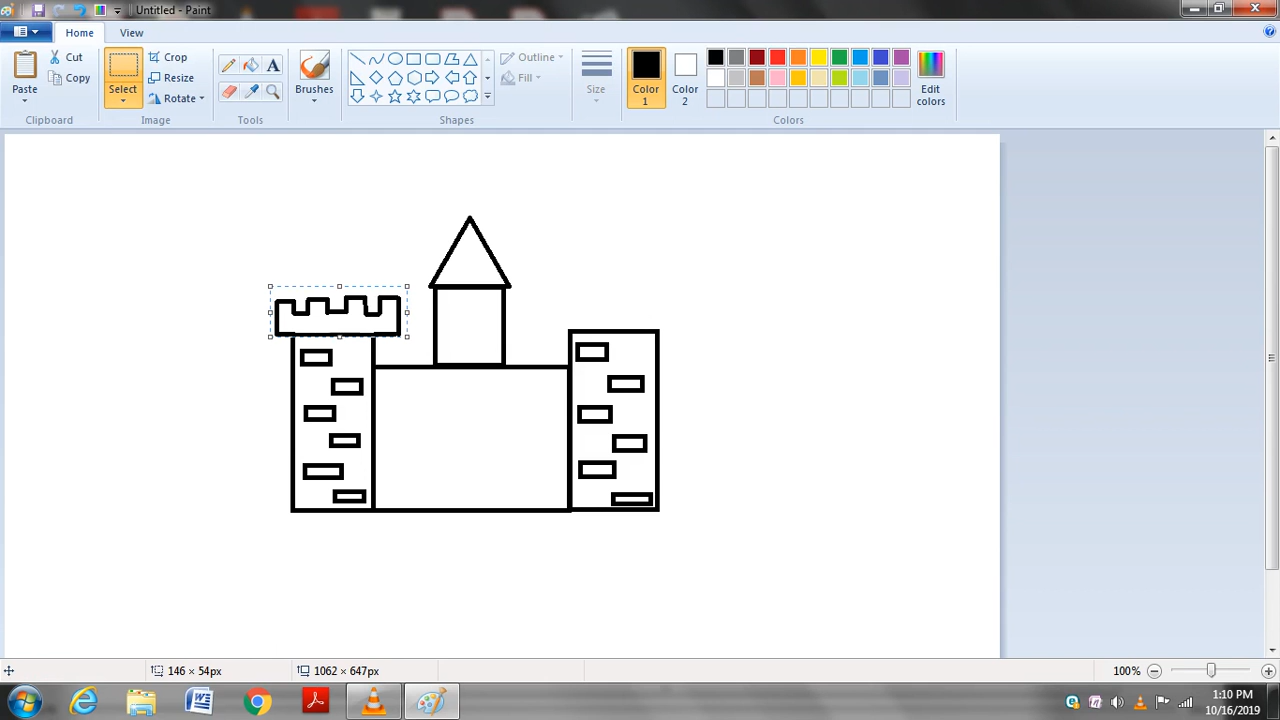 Untitled - Paint
Home
View
Paste
Cut
Copy
Clipboard
Select
Crop
Resize
Rotate
Image
A
Tools
Brushes
Outline
Fill
Shapes
Size
Color 1
Color 2
Edit colors
Colors
146 × 54px
1062 × 647px
100%
1:10 PM
10/16/2019